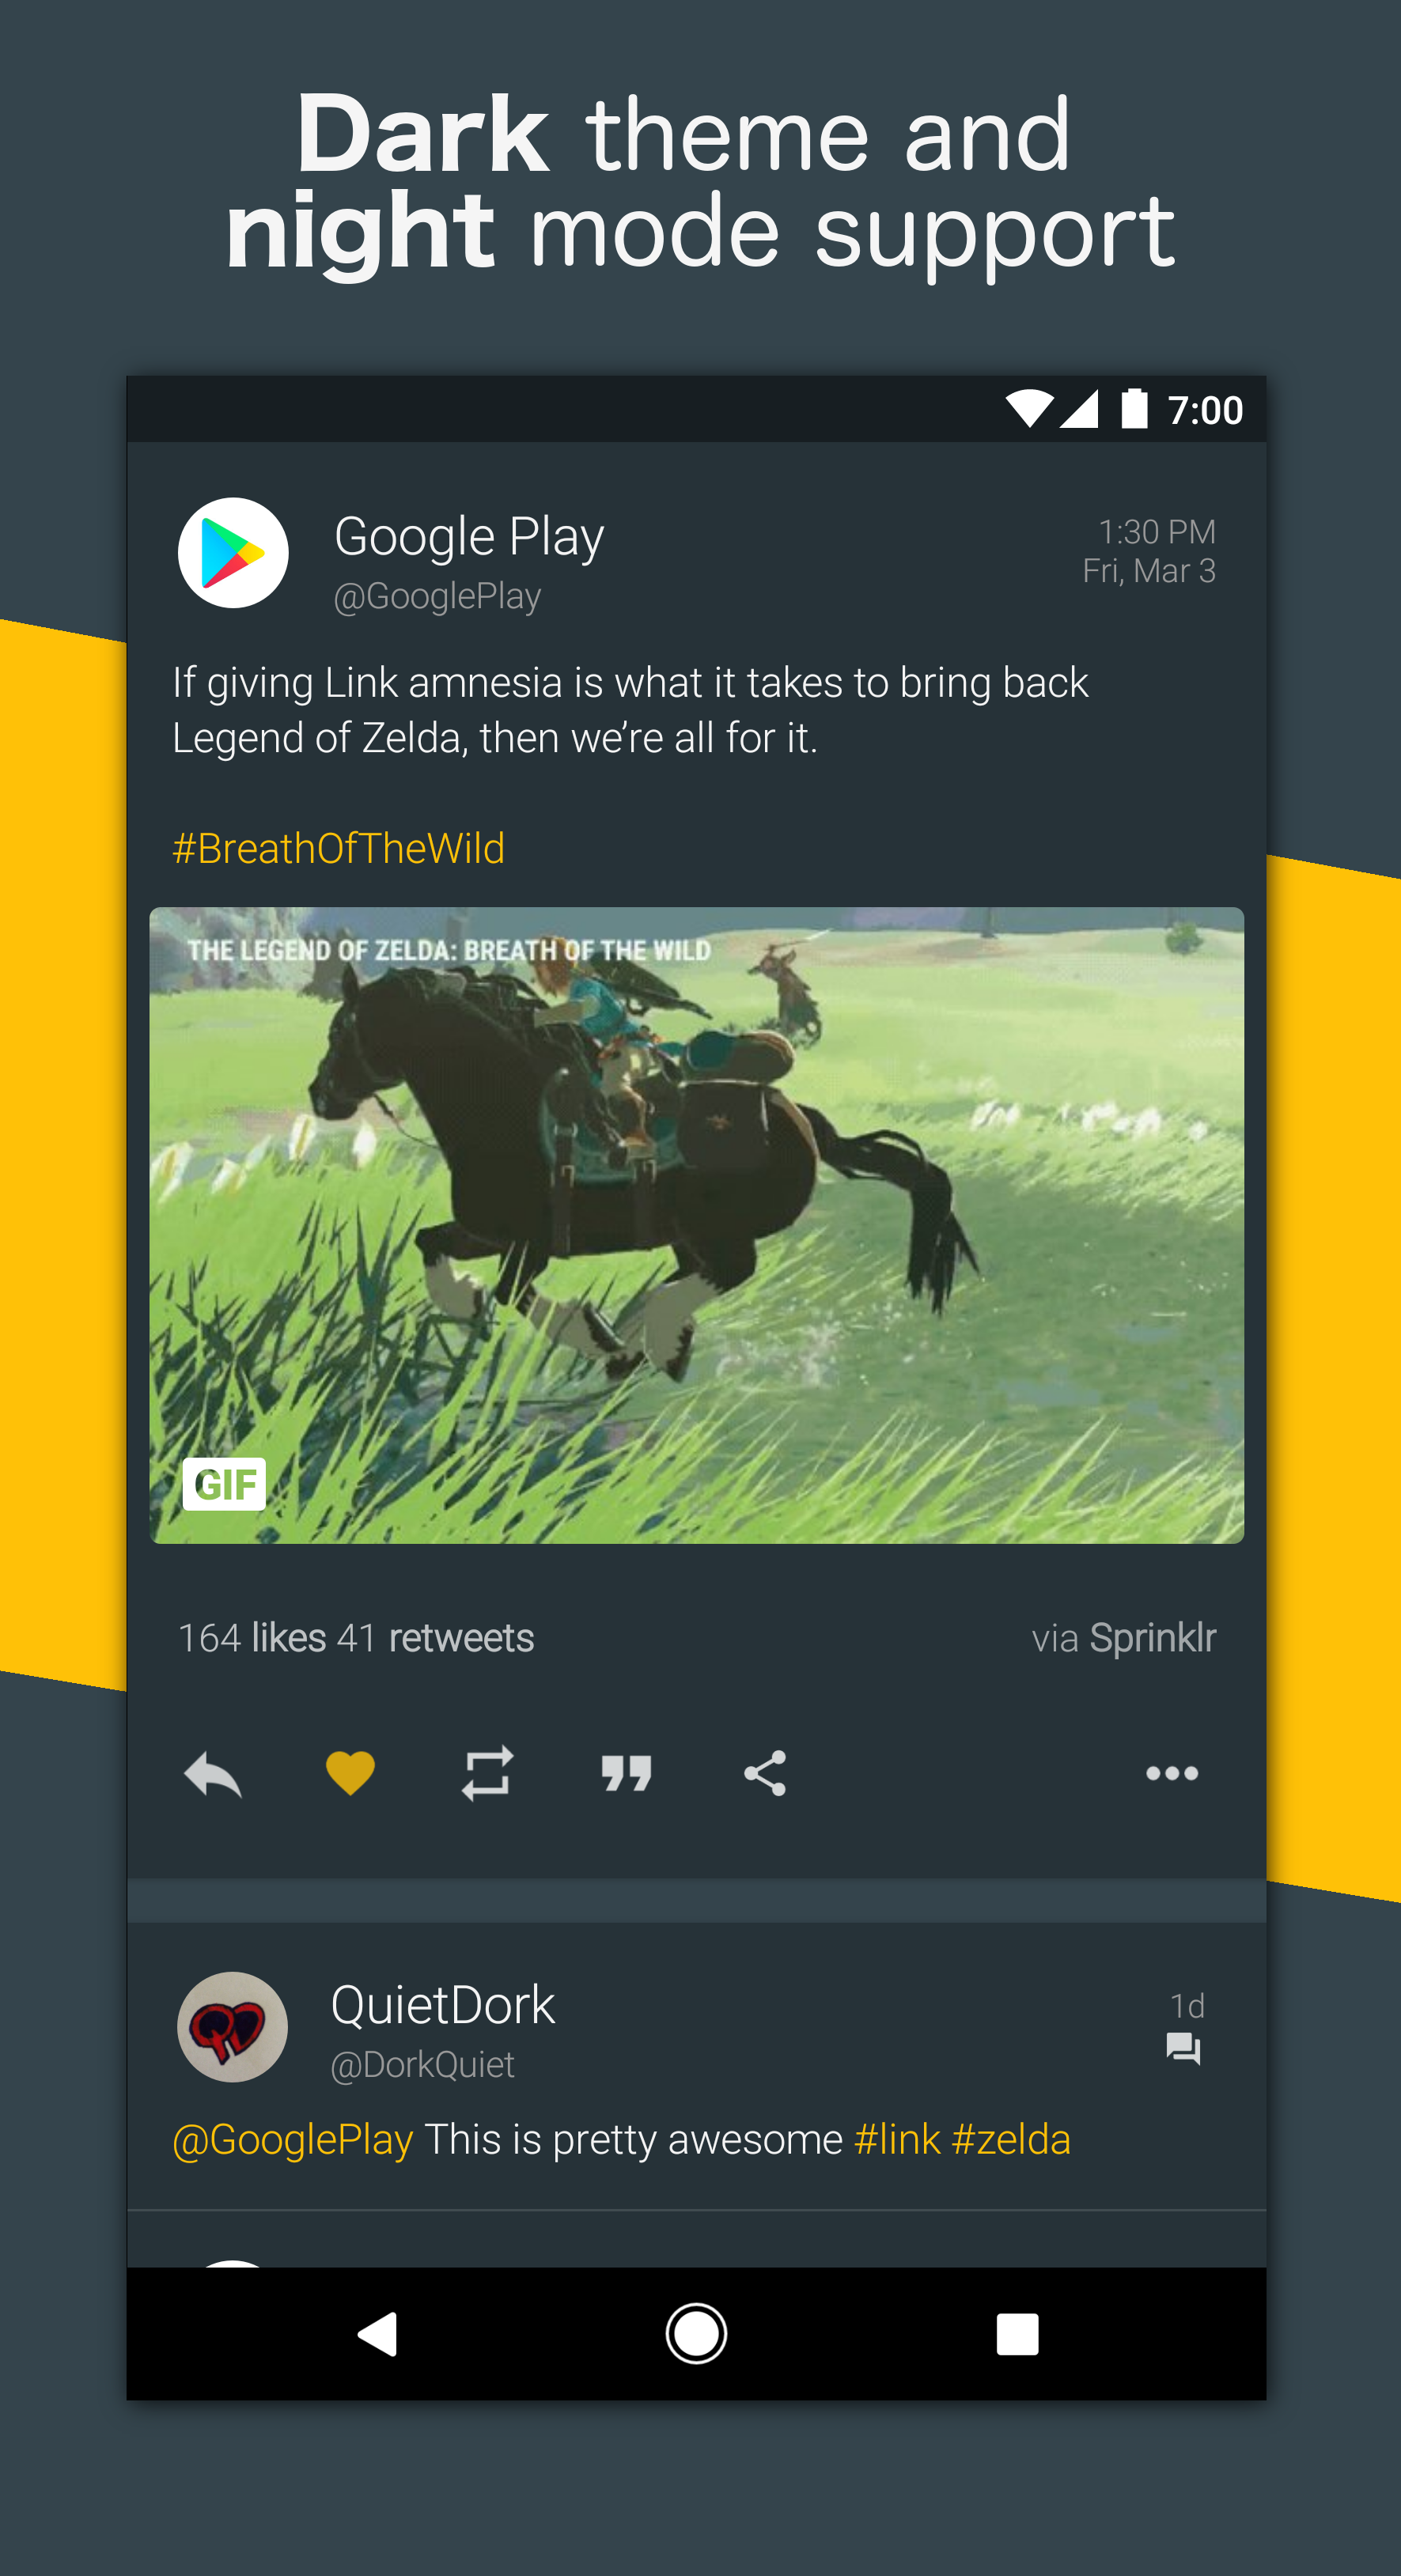 Dark theme and
night mode support
7:00
Google Play
@GooglePlay
1:30 PM
Fri, Mar 3
If giving Link amnesia is what it takes to bring back
Legend of Zelda, then we’re all for it.
#BreathOfTheWild
THE LEGEND OF ZELDA: BREATH OF THE WILD
GIF
164 likes 41 retweets
via Sprinklr
QuietDork
@DorkQuiet
1d
QD
@GooglePlay This is pretty awesome #link #zelda